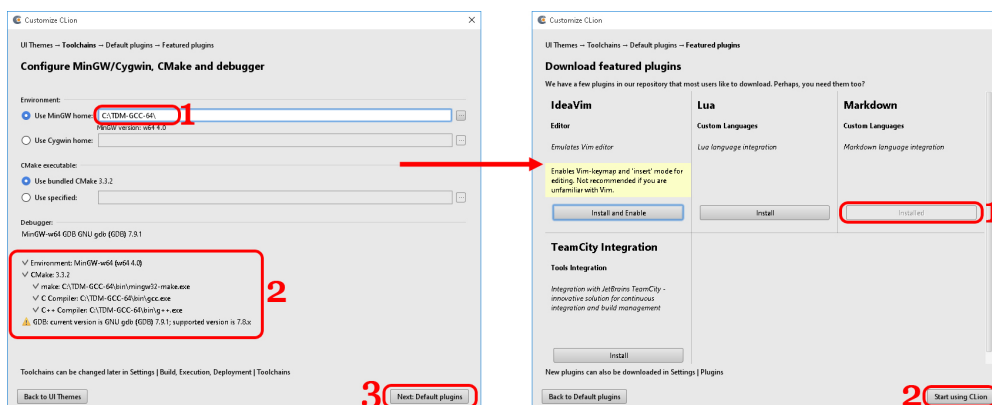 Customize CLion
UI Themes → Toolchains → Default plugins → Featured plugins
Configure MinGW/Cygwin, CMake and debugger
Environment:
Use MinGW home: C:\TDM-GCC-64\ 1
MinGW version: w64 4.0
Use Cygwin home:
CMake executable:
Use bundled CMake 3.3.2
Use specified:
Debugger:
MinGW-w64 GDB GNU gdb (GDB) 7.9.1
Environment: MinGW-w64 (w64 4.0)
CMake: 3.3.2
make: C:\TDM-GCC-64\bin\mingw32-make.exe
C Compiler: C:\TDM-GCC-64\bin\gcc.exe
C++ Compiler: C:\TDM-GCC-64\bin\g++.exe
GDB: current version is GNU gdb (GDB) 7.9.1; supported version is 7.8.x
2
Toolchains can be changed later in Settings | Build, Execution, Deployment | Toolchains
Back to UI Themes
3 Next: Default plugins
Customize CLion
UI Themes → Toolchains → Default plugins → Featured plugins
Download featured plugins
We have a few plugins in our repository that most users like to download. Perhaps, you need them too?
IdeaVim
Editor
Emulates Vim editor
Enables Vim-keymap and 'insert' mode for
editing. Not recommended if you are
unfamiliar with Vim.
Install and Enable
Lua
Custom Languages
Lua language integration
Install
Markdown
Custom Languages
Markdown language integration
Installed 1
TeamCity Integration
Tools Integration
Integration with JetBrains TeamCity -
innovative solution for continuous
integration and build management
Install
New plugins can also be downloaded in Settings | Plugins
Back to Default plugins
2 Start using CLion